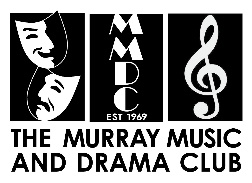 M
M
D
C
EST 1969
THE MURRAY MUSIC
AND DRAMA CLUB